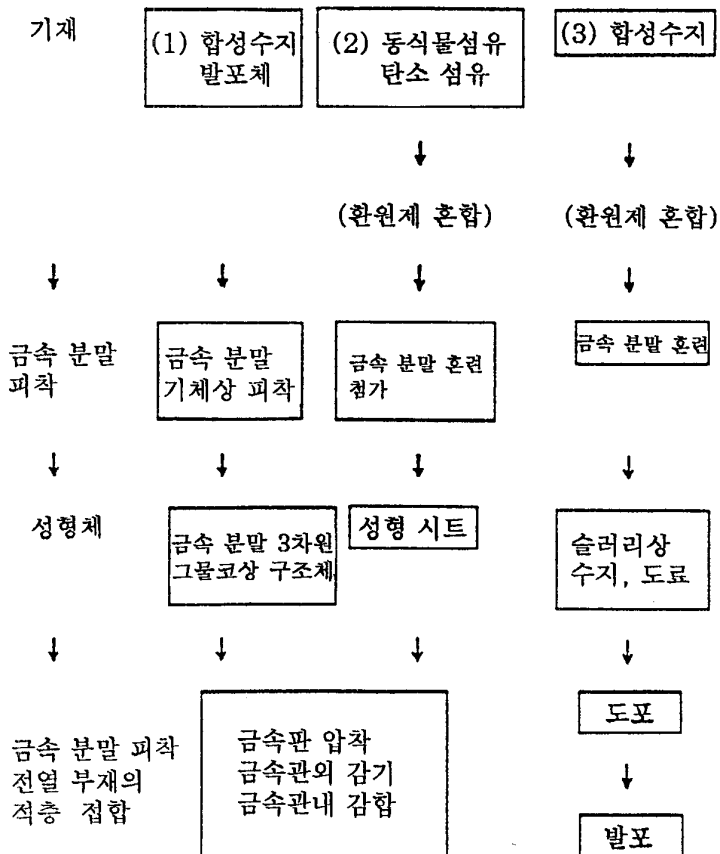 기재
(1) 합성수지
발포체
(2) 동식물섬유
탄소 섬유
(3) 합성수지
(환원제 혼합)
(환원제 혼합)
금속 분말
피착
금속 분말
기체상 피착
금속 분말 혼련
첨가
금속 분말 혼련
성형체
금속 분말 3차원
그물코상 구조체
성형 시트
슬러리상
수지, 도료
금속 분말 피착
전열 부재의
적층 접합
금속판 압착
금속관외 감기
금속관내 감합
도포
발포